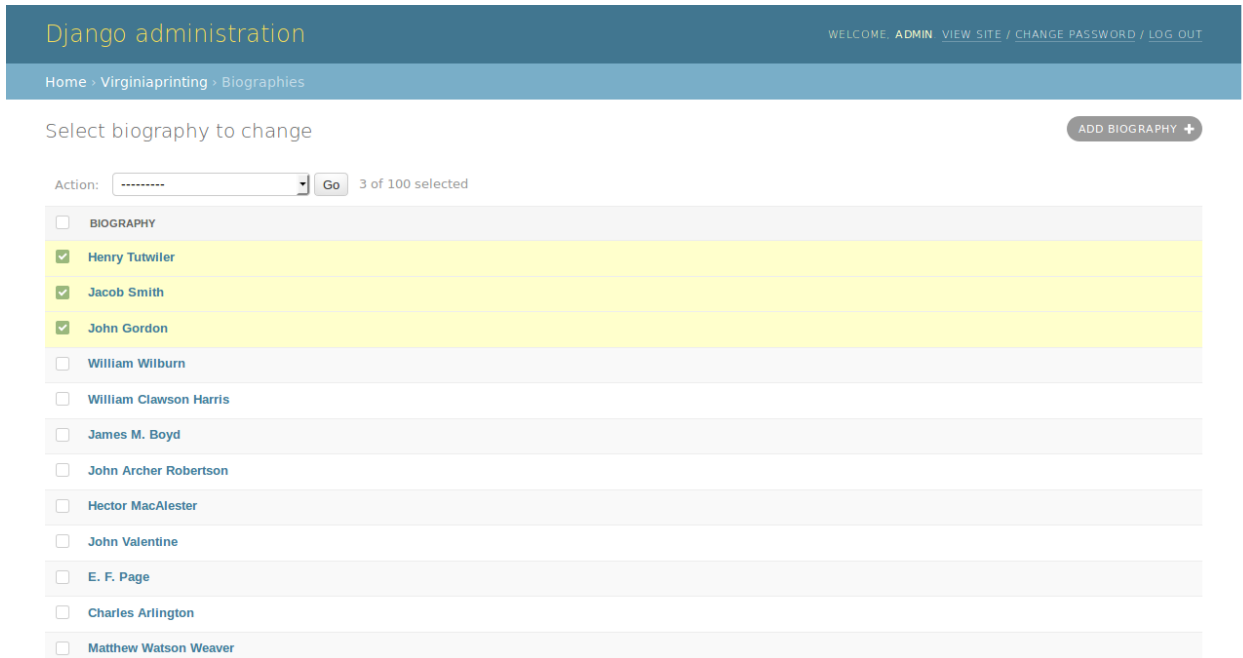 Django administration
WELCOME, ADMIN. VIEW SITE / CHANGE PASSWORD / LOG OUT
Home › Virginiaprinting › Biographies
Select biography to change
ADD BIOGRAPHY +
Action: --------- Go 3 of 100 selected
BIOGRAPHY
Henry Tutwiler
Jacob Smith
John Gordon
William Wilburn
William Clawson Harris
James M. Boyd
John Archer Robertson
Hector MacAlester
John Valentine
E. F. Page
Charles Arlington
Matthew Watson Weaver